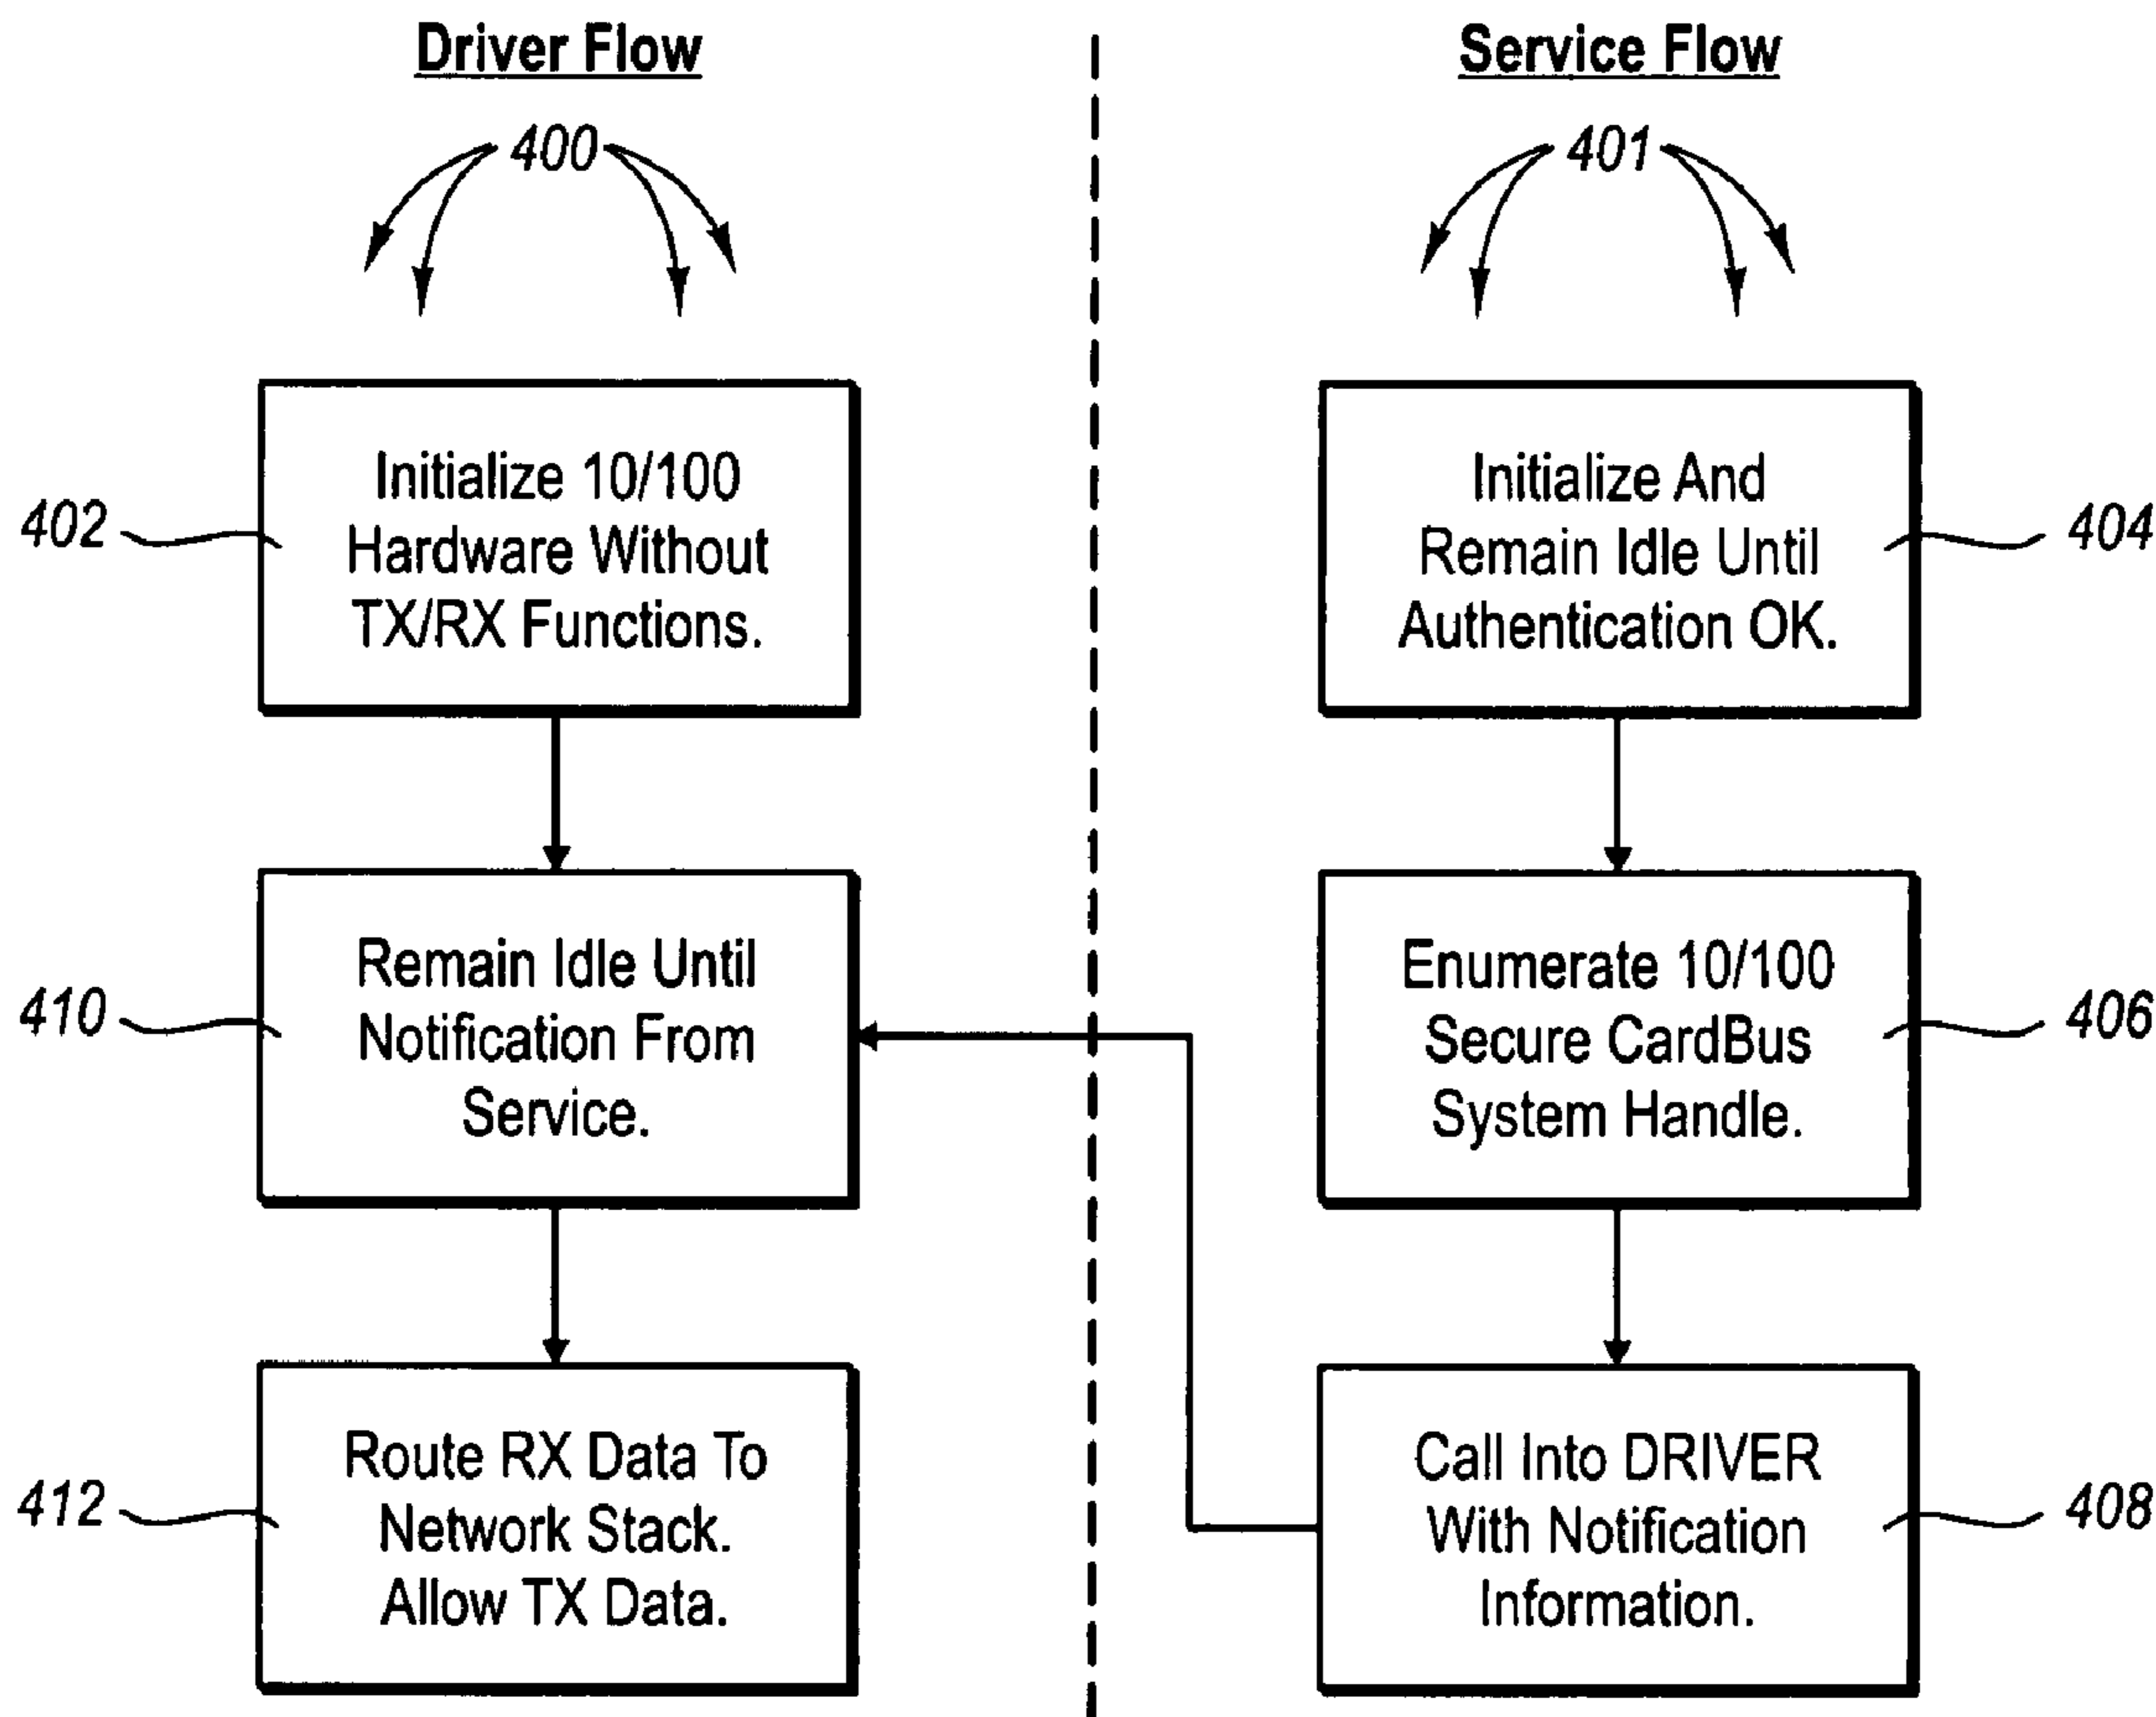 Driver Flow
400
402
Initialize 10/100
Hardware Without
TX/RX Functions.
410
Remain Idle Until
Notification From
Service.
412
Route RX Data To
Network Stack.
Allow TX Data.
Service Flow
401
Initialize And
Remain Idle Until
Authentication OK.
404
Enumerate 10/100
Secure CardBus
System Handle.
406
Call Into DRIVER
With Notification
Information.
408